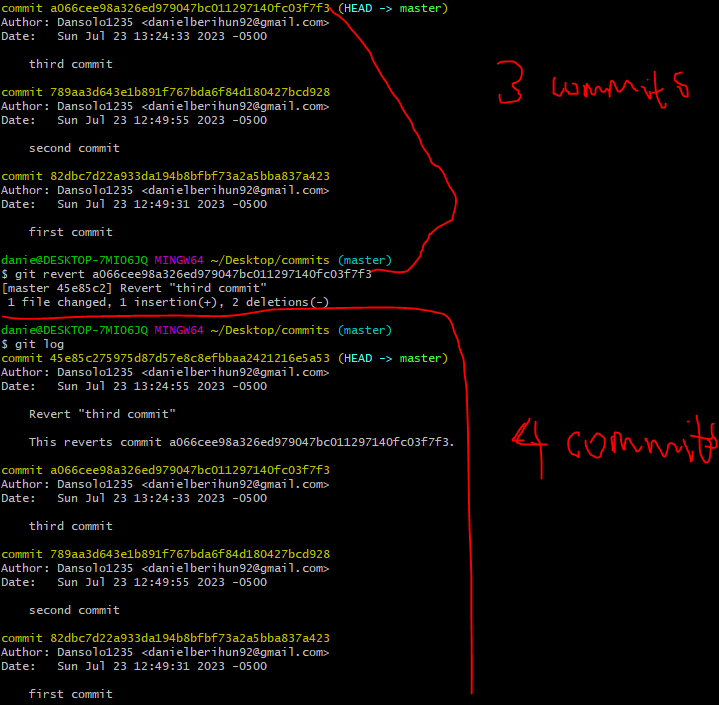 commit a066cee98a326ed979047bc011297140fc03f7f3 (HEAD -> master)
Author: Dansolo1235 <danielberihun92@gmail.com>
Date:   Sun Jul 23 13:24:33 2023 -0500
third commit
3 commits
commit 789aa3d643e1b891f767bda6f84d180427bcd928
Author: Dansolo1235 <danielberihun92@gmail.com>
Date:   Sun Jul 23 12:49:55 2023 -0500
second commit
commit 82dbc7d22a933da194b8bfbf73a2a5bba837a423
Author: Dansolo1235 <danielberihun92@gmail.com>
Date:   Sun Jul 23 12:49:31 2023 -0500
first commit
danie@DESKTOP-7MIO6JQ MINGW64 ~/Desktop/commits (master)
$ git revert a066cee98a326ed979047bc011297140fc03f7f3
[master 45e85c2] Revert "third commit"
1 file changed, 1 insertion(+), 2 deletions(-)
danie@DESKTOP-7MIO6JQ MINGW64 ~/Desktop/commits (master)
$ git log
commit 45e85c275975d87d57e8c8efbbaa2421216e5a53 (HEAD -> master)
Author: Dansolo1235 <danielberihun92@gmail.com>
Date:   Sun Jul 23 13:24:55 2023 -0500
Revert "third commit"
This reverts commit a066cee98a326ed979047bc011297140fc03f7f3.
4 commits
commit a066cee98a326ed979047bc011297140fc03f7f3
Author: Dansolo1235 <danielberihun92@gmail.com>
Date:   Sun Jul 23 13:24:33 2023 -0500
third commit
commit 789aa3d643e1b891f767bda6f84d180427bcd928
Author: Dansolo1235 <danielberihun92@gmail.com>
Date:   Sun Jul 23 12:49:55 2023 -0500
second commit
commit 82dbc7d22a933da194b8bfbf73a2a5bba837a423
Author: Dansolo1235 <danielberihun92@gmail.com>
Date:   Sun Jul 23 12:49:31 2023 -0500
first commit